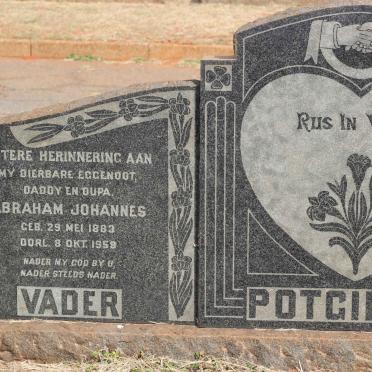 TERE HERINNERING AAN
MY DIERBARE EGGENOOT,
DADDY EN OUPA
ABRAHAM JOHANNES
GEB. 29 MEI 1883
OORL. 8 OKT. 1959
NADER MY GOD BY U,
NADER STEEDS NADER.
VADER
RUS IN V
POTGIE